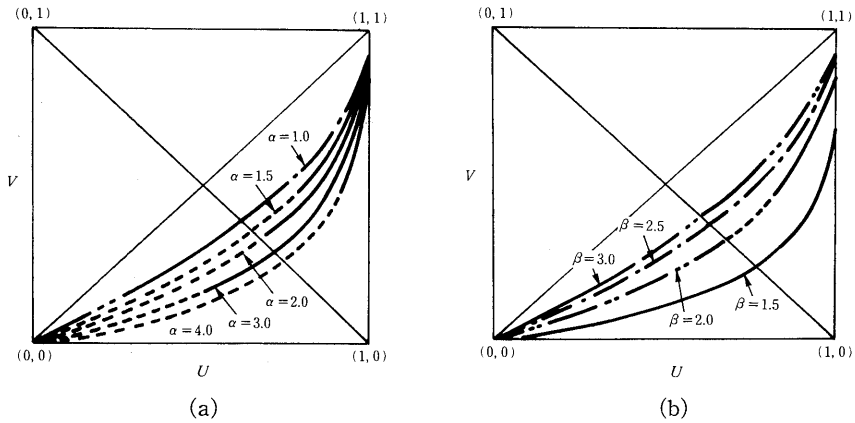 (0, 1)
(1, 1)
α=1.0
α=1.5
α=2.0
α=3.0
α=4.0
V
(0, 0)
(1, 0)
U
(a)
(0, 1)
(1,1)
β=2.5
β=3.0
β=2.0
β=1.5
V
(0, 0)
(1, 0)
U
(b)